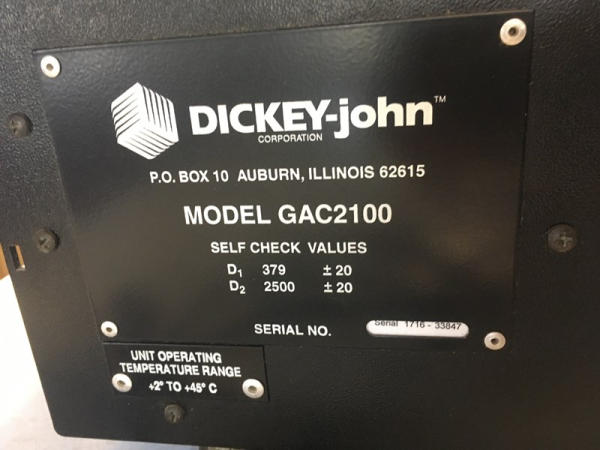 DICKEY-john™
CORPORATION
P.O. BOX 10 AUBURN, ILLINOIS 62615
MODEL GAC2100
SELF CHECK VALUES
D₁ 379 ± 20
D₂ 2500 ± 20
SERIAL NO. Serial 1716 - 33847
UNIT OPERATING
TEMPERATURE RANGE
+2° TO +45° C